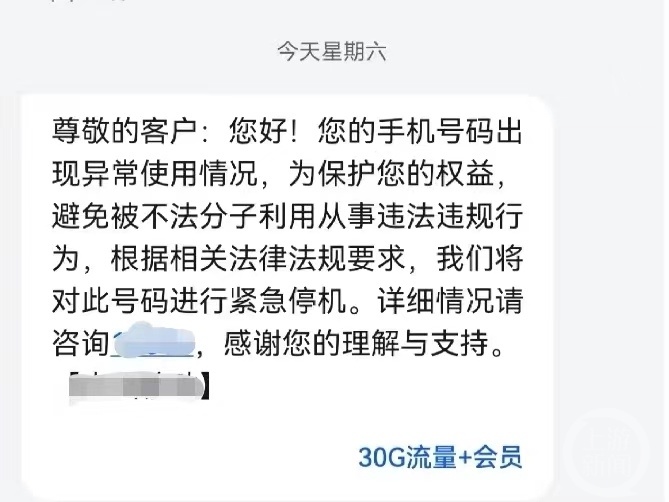 今天星期六
尊敬的客户：您好！您的手机号码出
现异常使用情况，为保护您的权益，
避免被不法分子利用从事违法违规行
为，根据相关法律法规要求，我们将
对此号码进行紧急停机。详细情况请
咨询，感谢您的理解与支持。
【】
30G流量+会员